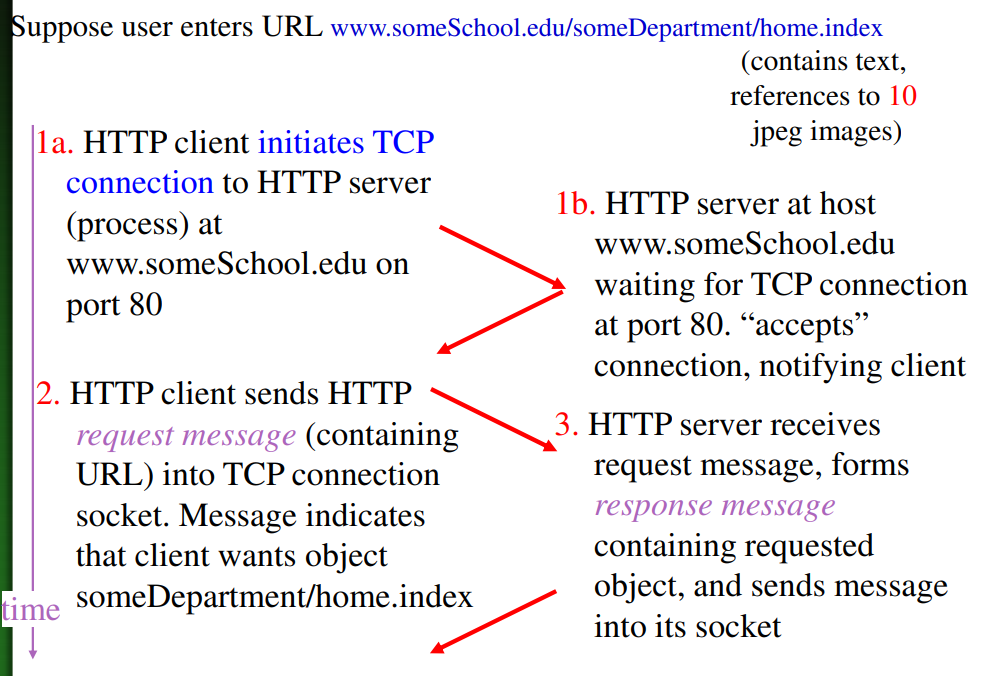 Suppose user enters URL www.someSchool.edu/someDepartment/home.index
(contains text,
references to 10
jpeg images)
1a. HTTP client initiates TCP
connection to HTTP server
(process) at
www.someSchool.edu on
port 80
1b. HTTP server at host
www.someSchool.edu
waiting for TCP connection
at port 80. “accepts”
connection, notifying client
2. HTTP client sends HTTP
request message (containing
URL) into TCP connection
socket. Message indicates
that client wants object
someDepartment/home.index
3. HTTP server receives
request message, forms
response message
containing requested
object, and sends message
into its socket
time